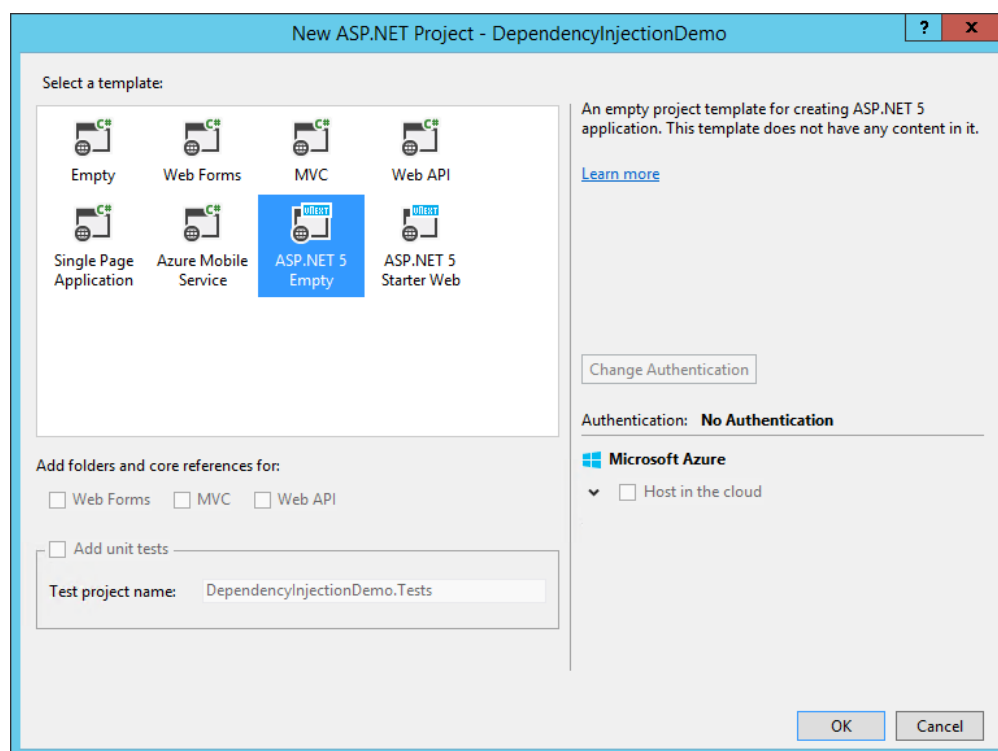 New ASP.NET Project - DependencyInjectionDemo
? x
Select a template:
C# C# C# C#
Empty Web Forms MVC Web API
C# C# vNEXT vNEXT
Single Page Azure Mobile ASP.NET 5 ASP.NET 5
Application Service Empty Starter Web
An empty project template for creating ASP.NET 5
application. This template does not have any content in it.
Learn more
Change Authentication
Authentication: No Authentication
Microsoft Azure
Host in the cloud
Add folders and core references for:
Web Forms MVC Web API
Add unit tests
Test project name: DependencyInjectionDemo.Tests
OK Cancel